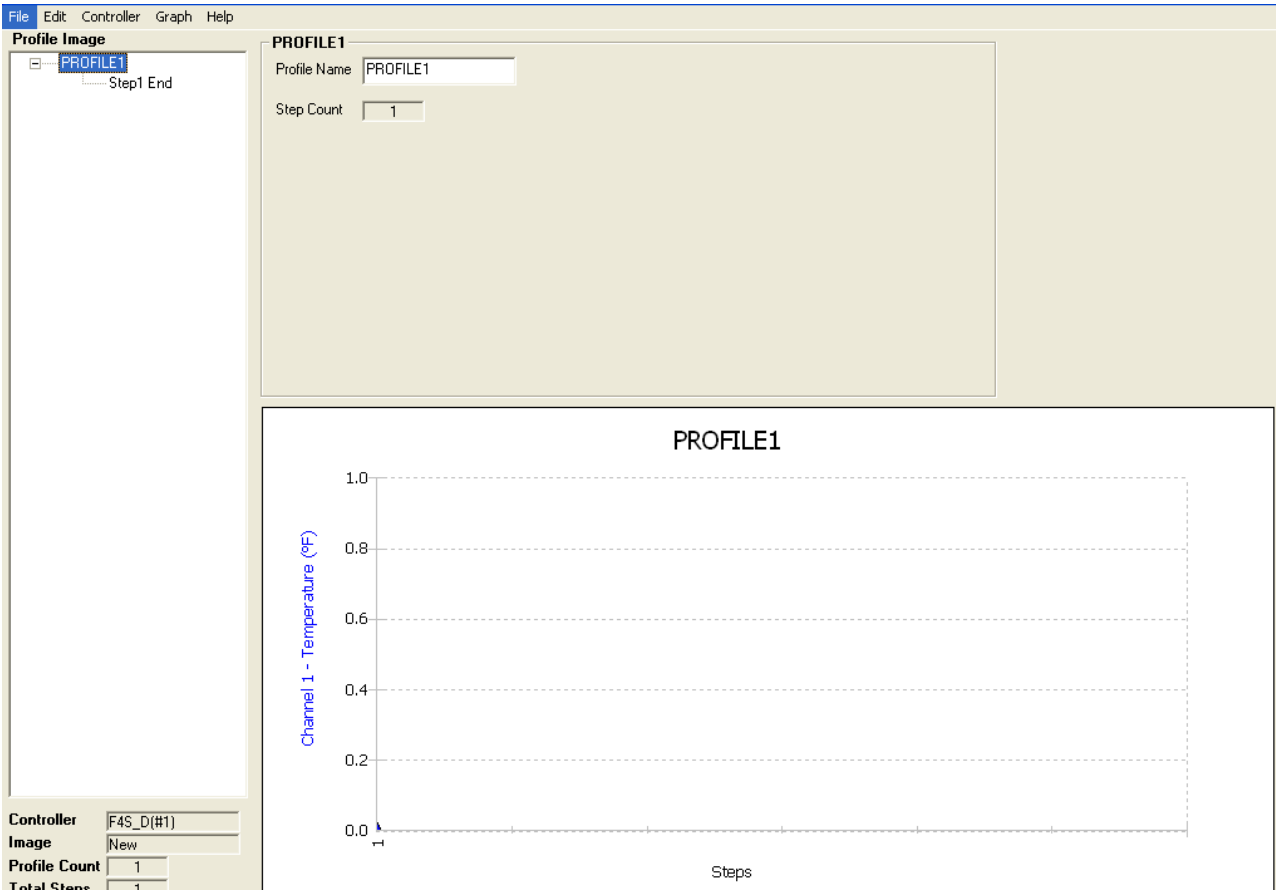 File Edit Controller Graph Help
Profile Image
PROFILE1
Step1 End
PROFILE1
Profile Name PROFILE1
Step Count 1
PROFILE1
1.0
0.8
0.6
0.4
0.2
0.0
Channel 1 - Temperature (ºF)
1
Steps
Controller F4S_D(#1)
Image New
Profile Count 1
Total Steps 1